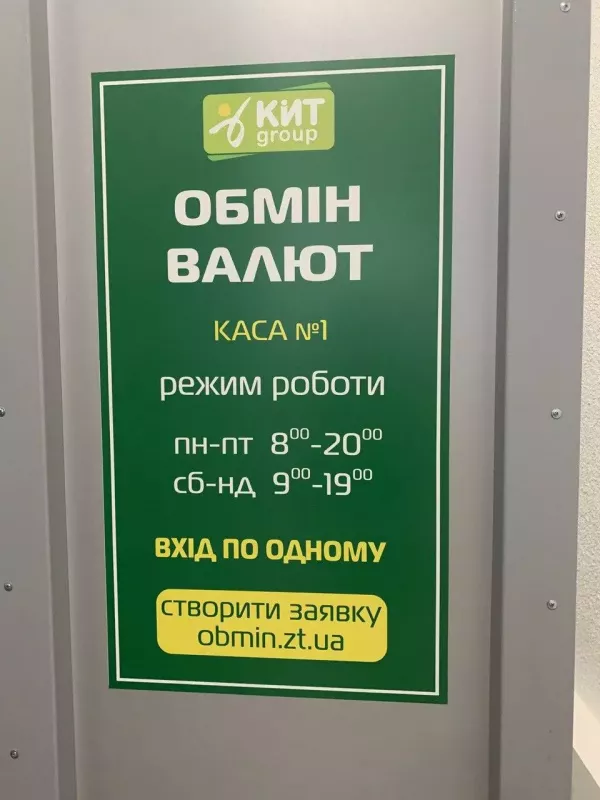 КИТ
group
ОБМІН
ВАЛЮТ
КАСА №1
режим роботи
пн-пт 8⁰⁰-20⁰⁰
сб-нд 9⁰⁰-19⁰⁰
ВХІД ПО ОДНОМУ
створити заявку
obmin.zt.ua